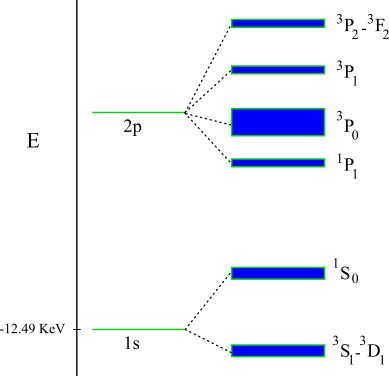 ³P₂-³F₂
³P₁
2p
³P₀
E
¹P₁
¹S₀
-12.49 KeV
1s
³S₁-³D₁